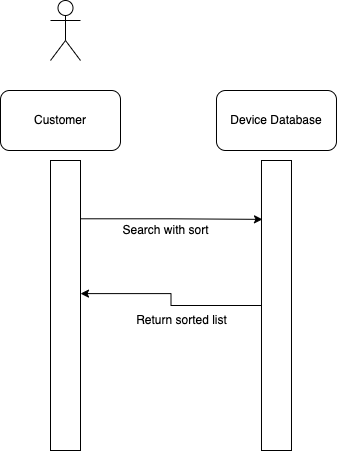 Customer
Device Database
Search with sort
Return sorted list